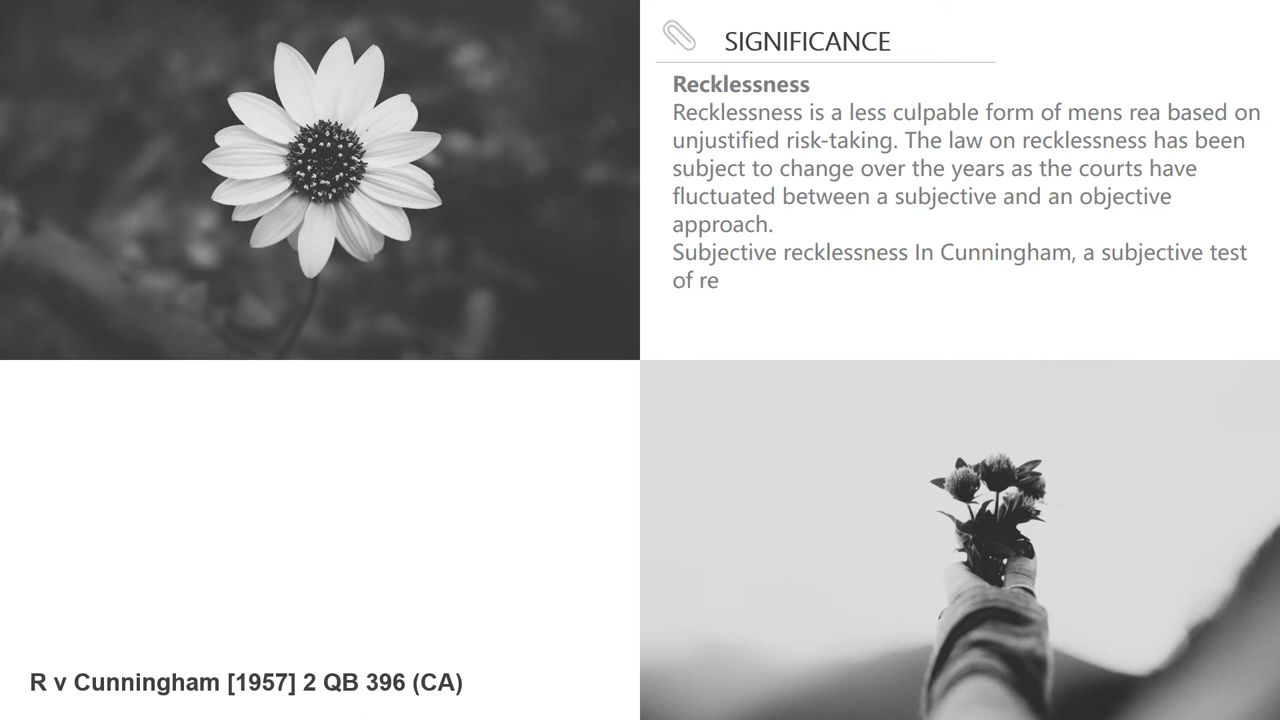 SIGNIFICANCE
Recklessness
Recklessness is a less culpable form of mens rea based on
unjustified risk-taking. The law on recklessness has been
subject to change over the years as the courts have
fluctuated between a subjective and an objective
approach.
Subjective recklessness In Cunningham, a subjective test
of re
R v Cunningham [1957] 2 QB 396 (CA)